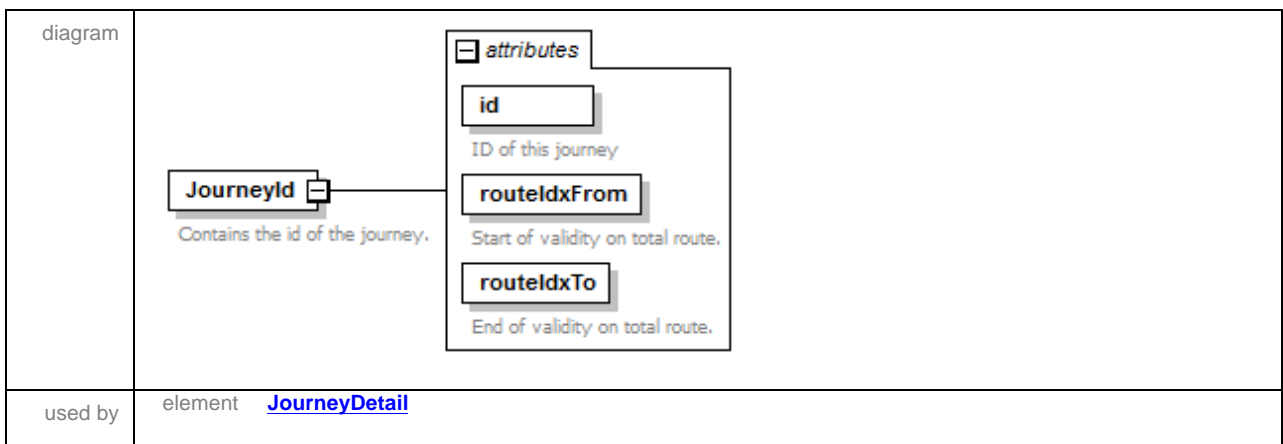 diagram
attributes
id
ID of this journey
JourneyId
routeIdxFrom
Contains the id of the journey.
Start of validity on total route.
routeIdxTo
End of validity on total route.
used by
element JourneyDetail